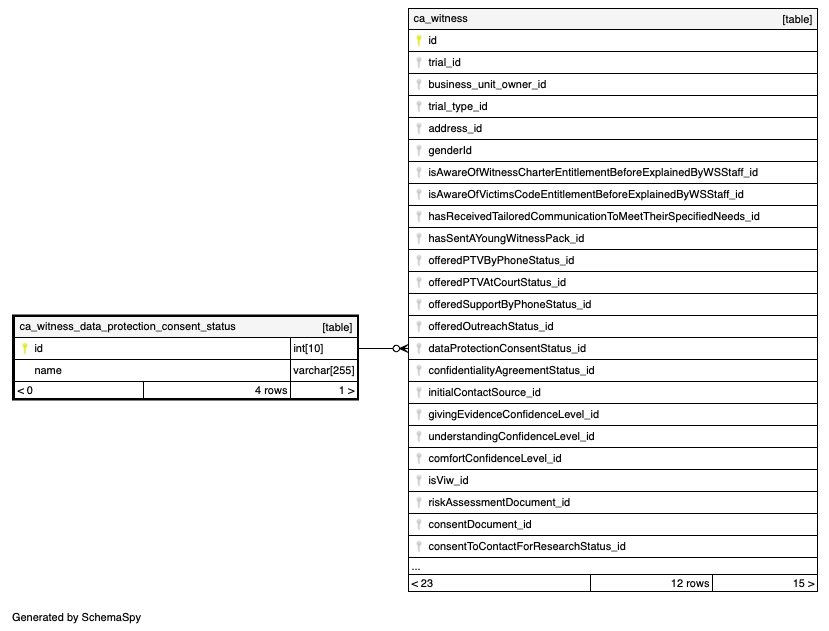 ca_witness [table]
id
trial_id
business_unit_owner_id
trial_type_id
address_id
genderId
isAwareOfWitnessCharterEntitlementBeforeExplainedByWSStaff_id
isAwareOfVictimsCodeEntitlementBeforeExplainedByWSStaff_id
hasReceivedTailoredCommunicationToMeetTheirSpecifiedNeeds_id
hasSentAYoungWitnessPack_id
offeredPTVByPhoneStatus_id
offeredPTVAtCourtStatus_id
offeredSupportByPhoneStatus_id
offeredOutreachStatus_id
dataProtectionConsentStatus_id
confidentialityAgreementStatus_id
initialContactSource_id
givingEvidenceConfidenceLevel_id
understandingConfidenceLevel_id
comfortConfidenceLevel_id
isViw_id
riskAssessmentDocument_id
consentDocument_id
consentToContactForResearchStatus_id
...
< 23 12 rows 15 >
ca_witness_data_protection_consent_status [table]
id int[10]
name varchar[255]
< 0 4 rows 1 >
Generated by SchemaSpy